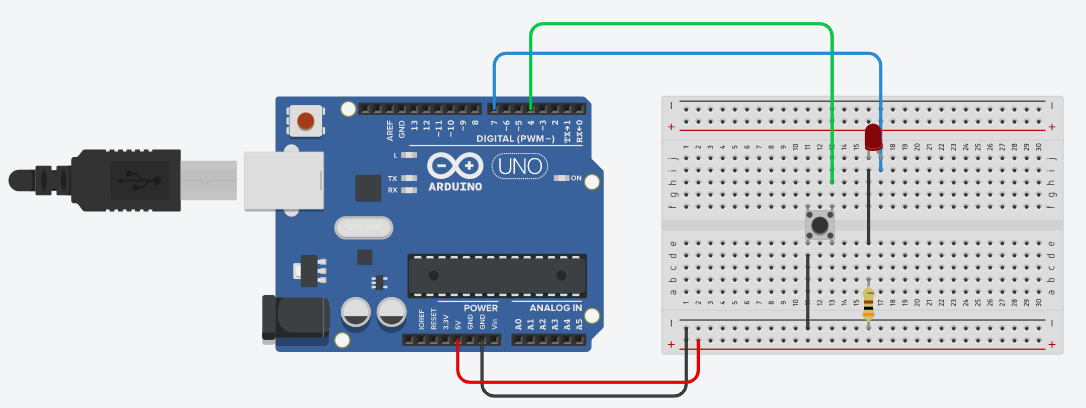 AREF
GND
13
12
~11
~10
~9
8
7
~6
~5
4
~3
2
TX→1
RX←0
DIGITAL (PWM~)
L
TX
RX
ARDUINO
UNO
ON
IOREF
RESET
3.3V
5V
GND
GND
Vin
POWER
ANALOG IN
A0
A1
A2
A3
A4
A5
1 2 3 4 5 6 7 8 9 10 11 12 13 14 15 17 18 19 20 21 22 23 24 25 26 27 28 29 30
j
i
h
g
f
e
d
c
b
a
j
i
h
g
f
e
d
c
b
a
1 2 3 4 5 6 7 8 9 10 11 12 13 14 15 17 18 19 20 21 22 23 24 25 26 27 28 29 30